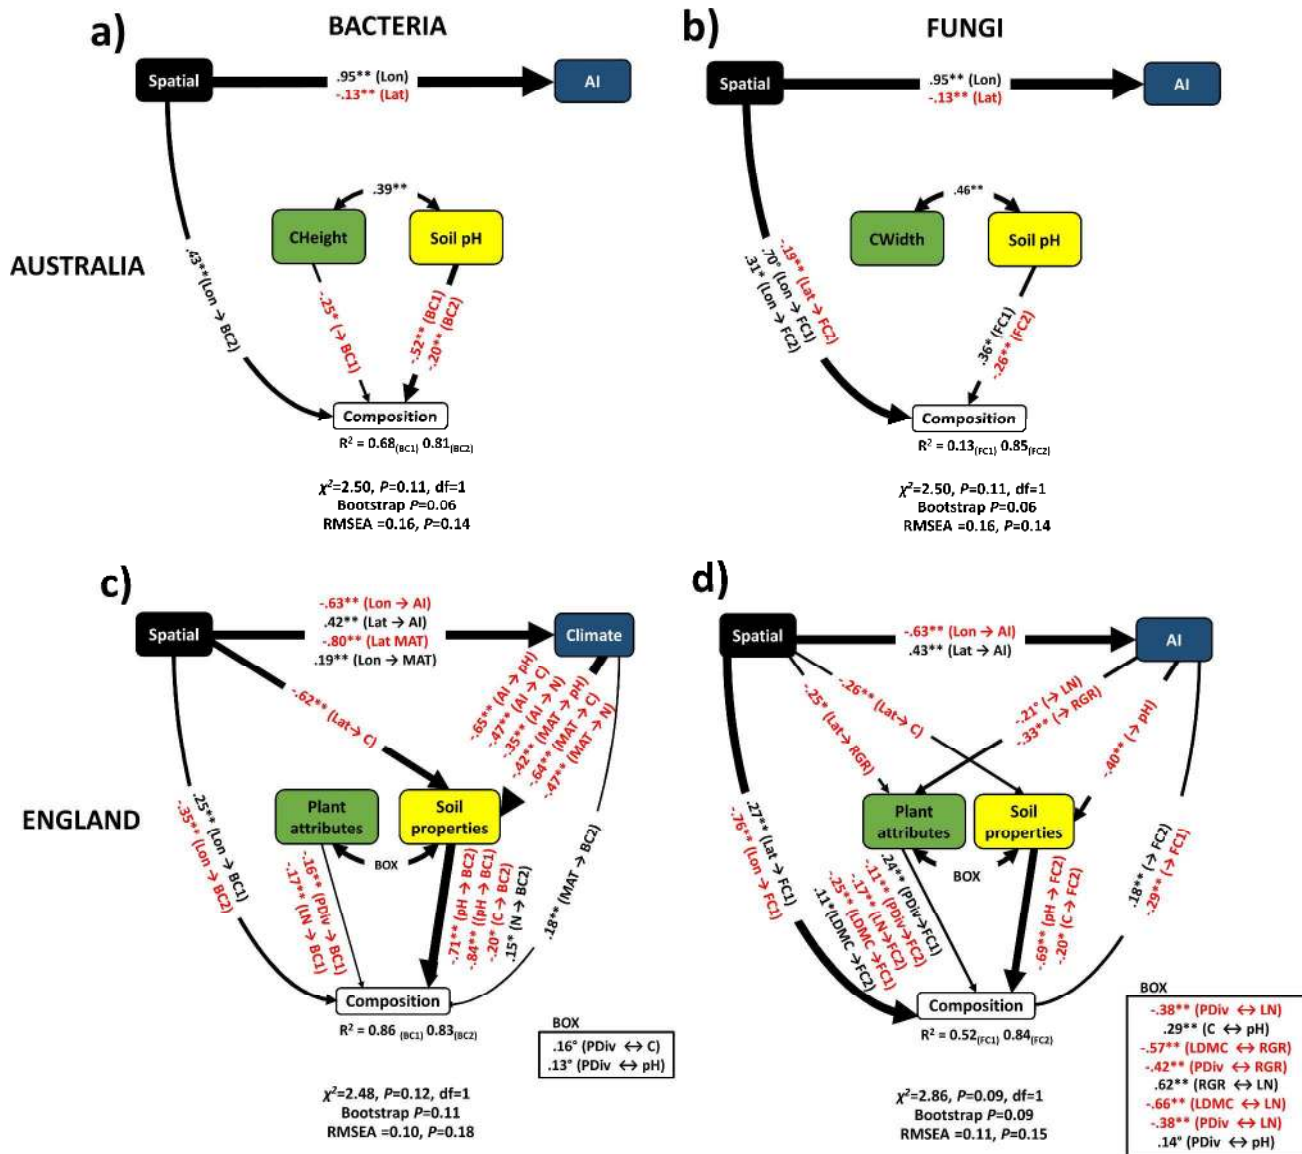 BACTERIA
FUNGI
AUSTRALIA
ENGLAND
a)
Spatial
.95** (Lon)
-.13** (Lat)
AI
.39**
CHeight
Soil pH
.43**(Lon → BC2)
-.25* (→ BC1)
-.52** (BC1)
-.20** (BC2)
Composition
R² = 0.68(BC1) 0.81(BC2)
χ²=2.50, P=0.11, df=1
Bootstrap P=0.06
RMSEA =0.16, P=0.14
b)
Spatial
.95** (Lon)
-.13** (Lat)
AI
.46**
CWidth
Soil pH
-.19** (Lat → FC2)
.70° (Lon → FC1)
.31* (Lon → FC2)
.36* (FC1)
-.26** (FC2)
Composition
R² = 0.13(FC1) 0.85(FC2)
χ²=2.50, P=0.11, df=1
Bootstrap P=0.06
RMSEA =0.16, P=0.14
c)
Spatial
-.63** (Lon → AI)
.42** (Lat → AI)
-.80** (Lat MAT)
.19** (Lon → MAT)
Climate
-.62** (Lat→ C)
-.65** (AI → pH)
-.47** (AI → C)
-.35** (AI → N)
-.42** (MAT → pH)
-.64** (MAT → C)
-.47** (MAT → N)
Plant
attributes
Soil
properties
BOX
.25** (Lon → BC1)
-.35** (Lon → BC2)
-.16** (PDiv → BC1)
-.17** (LN → BC1)
-.71** (pH → BC2)
-.84** ((pH → BC1)
-.20* (C → BC2)
.15* (N → BC2)
.18** (MAT → BC2)
Composition
R² = 0.86 (BC1) 0.83(BC2)
BOX
.16° (PDiv ↔ C)
.13° (PDiv ↔ pH)
χ²=2.48, P=0.12, df=1
Bootstrap P=0.11
RMSEA =0.10, P=0.18
d)
Spatial
-.63** (Lon → AI)
.43** (Lat → AI)
AI
-.25* (Lat→ RGR)
-.26** (Lat→ C)
-.21° (→ LN)
-.33** (→ RGR)
-.40** (→ pH)
Plant
attributes
Soil
properties
BOX
.27** (Lat → FC1)
-.76** (Lon → FC1)
.24** (PDiv→FC1)
-.11** (PDiv→FC2)
-.17** (LN→FC2)
-.25** (LDMC →FC1)
.11*(LDMC →FC2)
-.69** (pH → FC2)
-.20* (C → FC2)
.18** (→ FC2)
-.29** (→ FC1)
Composition
R² = 0.52(FC1) 0.84(FC2)
χ²=2.86, P=0.09, df=1
Bootstrap P=0.09
RMSEA =0.11, P=0.15
BOX
-.38** (PDiv ↔ LN)
.29** (C ↔ pH)
-.57** (LDMC ↔ RGR)
-.42** (PDiv ↔ RGR)
.62** (RGR ↔ LN)
-.66** (LDMC ↔ LN)
-.38** (PDiv ↔ LN)
.14° (PDiv ↔ pH)